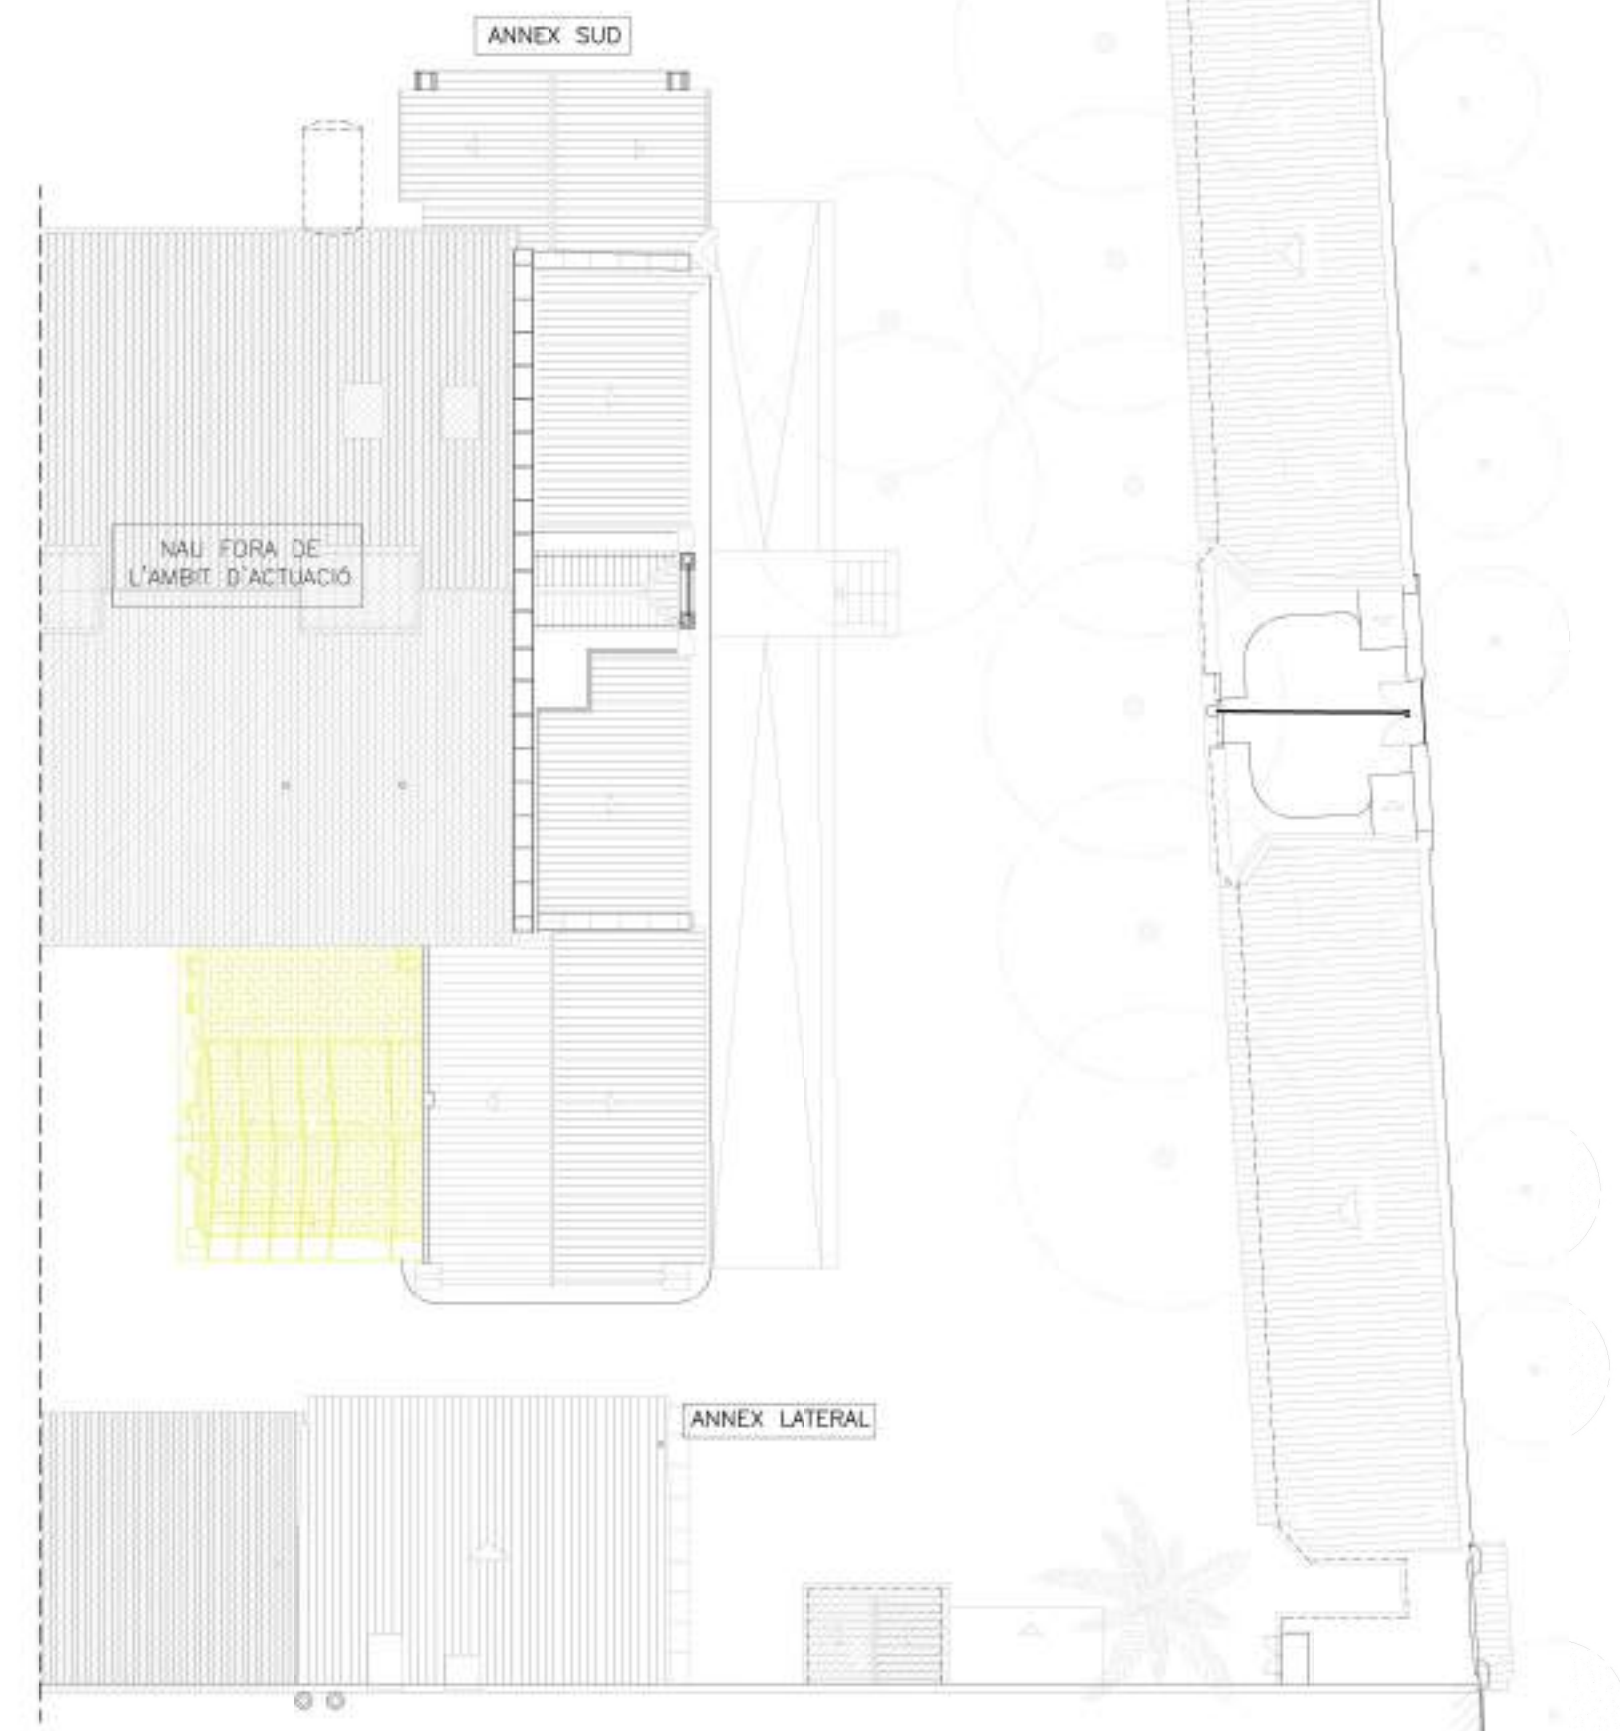 ANNEX SUD
NAU FORA DE
L'AMBIT D'ACTUACIÓ
ANNEX LATERAL